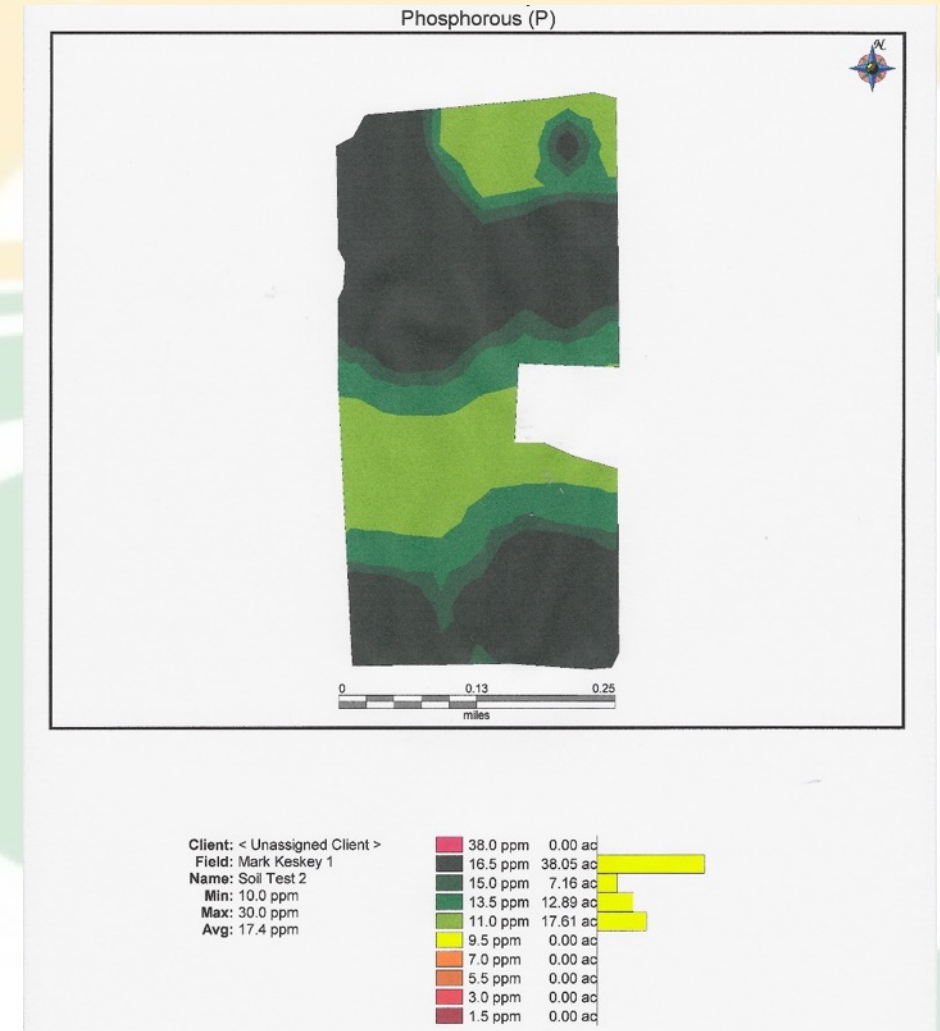 Phosphorous (P)
N
0 0.13 0.25
miles
Client: < Unassigned Client >
Field: Mark Keskey 1
Name: Soil Test 2
Min: 10.0 ppm
Max: 30.0 ppm
Avg: 17.4 ppm
38.0 ppm 0.00 ac
16.5 ppm 38.05 ac
15.0 ppm 7.16 ac
13.5 ppm 12.89 ac
11.0 ppm 17.61 ac
9.5 ppm 0.00 ac
7.0 ppm 0.00 ac
5.5 ppm 0.00 ac
3.0 ppm 0.00 ac
1.5 ppm 0.00 ac